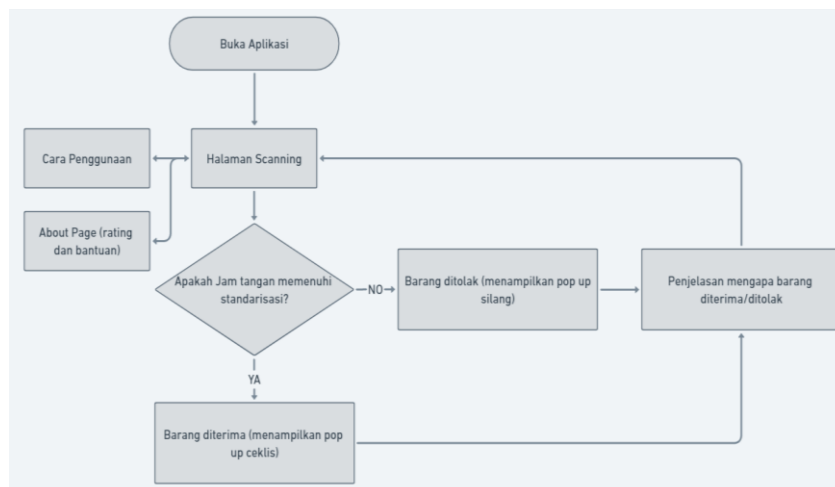 Buka Aplikasi
Cara Penggunaan
Halaman Scanning
About Page (rating
dan bantuan)
Apakah Jam tangan memenuhi
standarisasi?
NO
Barang ditolak (menampilkan pop up
silang)
Penjelasan mengapa barang
diterima/ditolak
YA
Barang diterima (menampilkan pop
up ceklis)